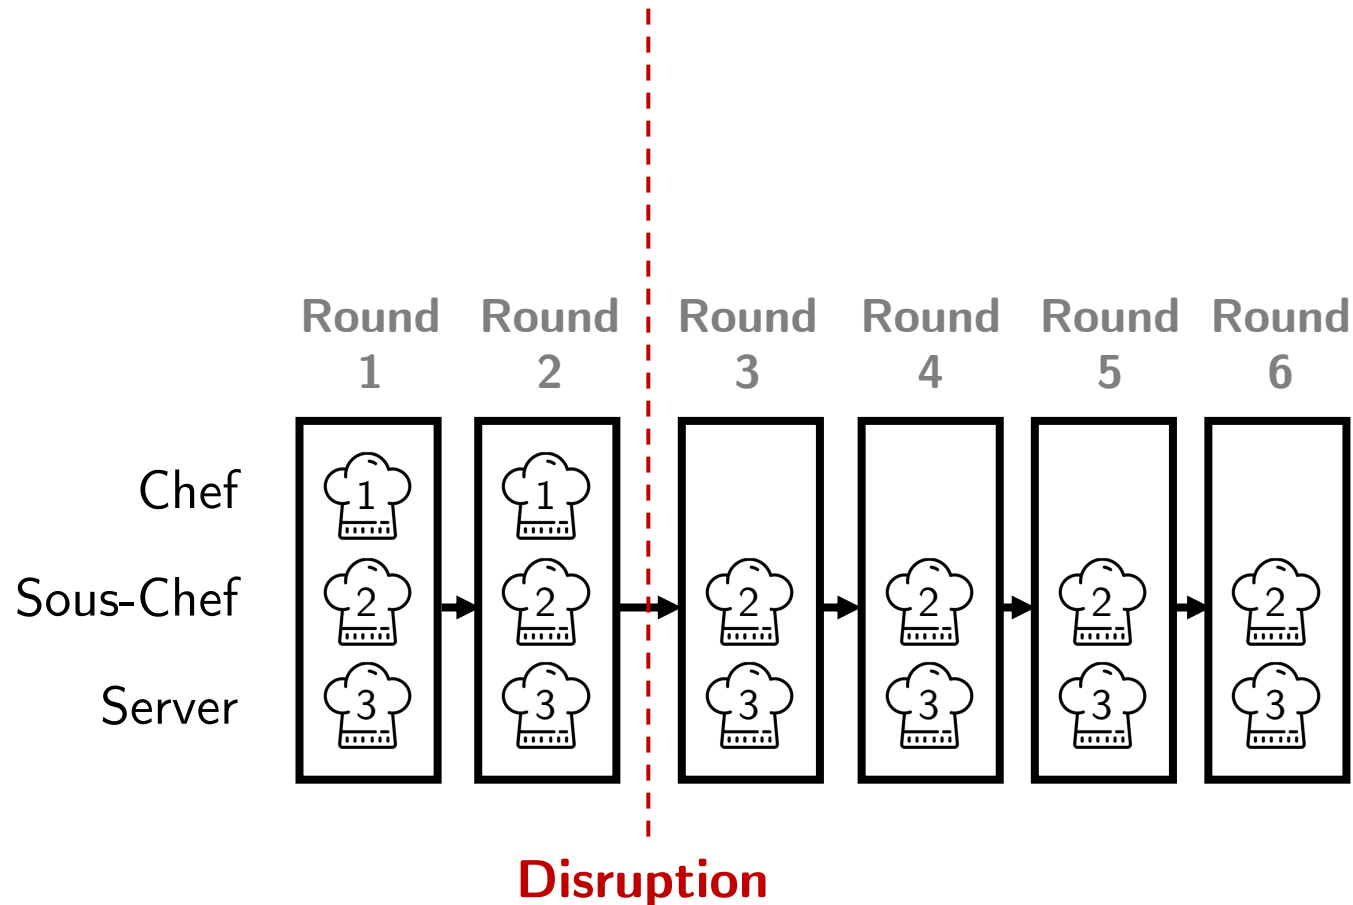 Round Round Round Round Round Round
1 2 3 4 5 6
Chef 1 1
Sous-Chef 2 2 2 2 2 2
Server 3 3 3 3 3 3
Disruption